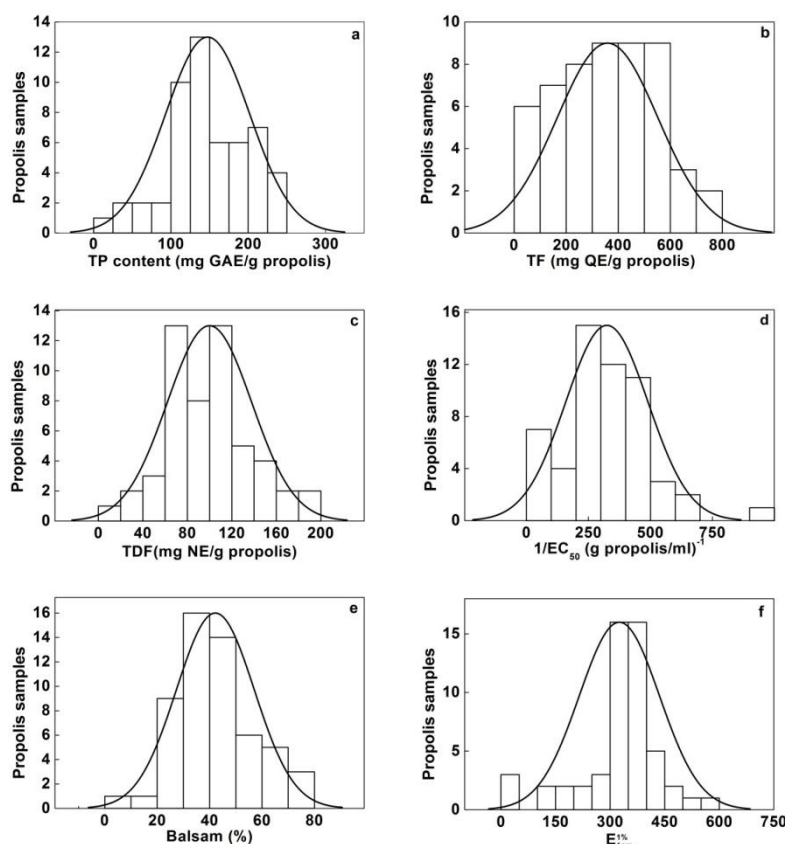 a
14
12
10
8
6
4
2
0
Propolis samples
0 100 200 300
TP content (mg GAE/g propolis)
b
10
8
6
4
2
0
Propolis samples
0 200 400 600 800
TF (mg QE/g propolis)
c
14
12
10
8
6
4
2
0
Propolis samples
0 40 80 120 160 200
TDF(mg NE/g propolis)
d
16
12
8
4
0
Propolis samples
0 250 500 750
1/EC50 (g propolis/ml)-1
e
16
14
12
10
8
6
4
2
0
Propolis samples
0 20 40 60 80
Balsam (%)
f
15
10
5
0
Propolis samples
0 150 300 450 600 750
E1%